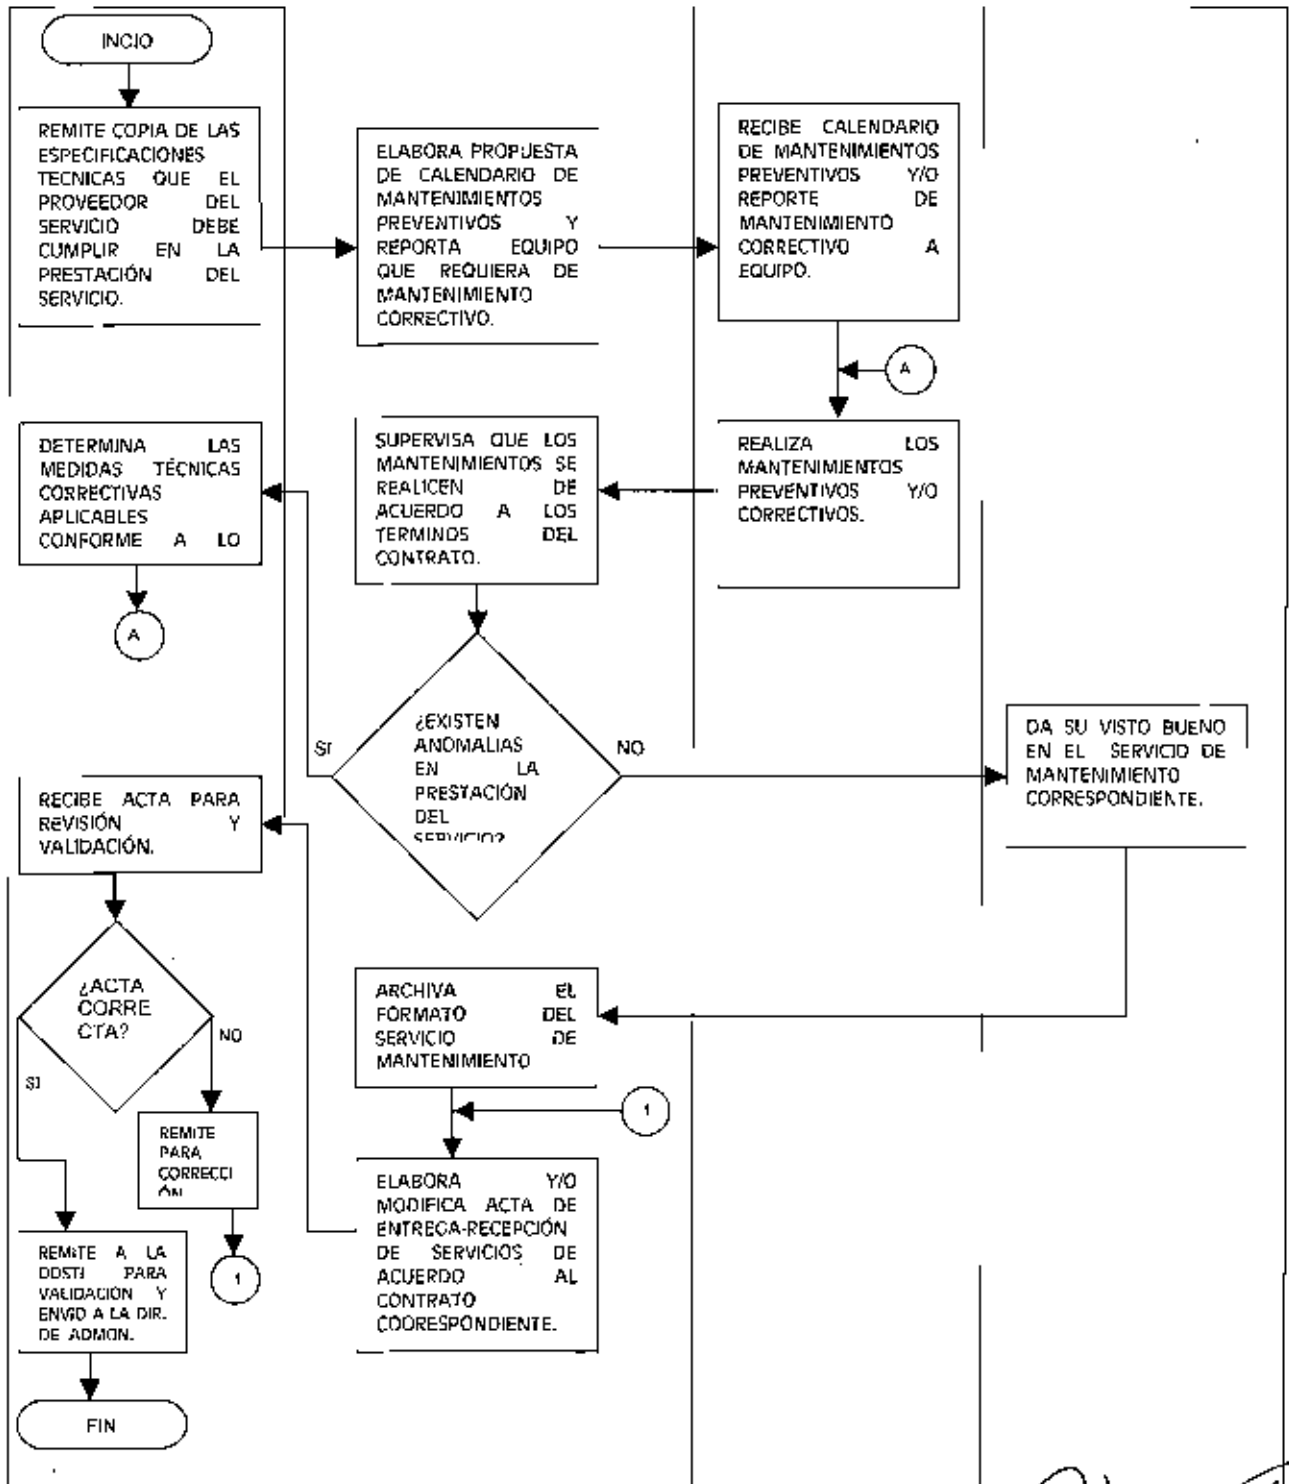 INCIO
REMITE COPIA DE LAS
ESPECIFICACIONES
TECNICAS QUE EL
PROVEEDOR DEL
SERVICIO DEBE
CUMPLIR EN LA
PRESTACIÓN DEL
SERVICIO.
ELABORA PROPUESTA
DE CALENDARIO DE
MANTENIMIENTOS
PREVENTIVOS Y
REPORTA EQUIPO
QUE REQUIERA DE
MANTENIMIENTO
CORRECTIVO.
RECIBE CALENDARIO
DE MANTENIMIENTOS
PREVENTIVOS Y/O
REPORTE DE
MANTENIMIENTO
CORRECTIVO A
EQUIPO.
A
REALIZA LOS
MANTENIMIENTOS
PREVENTIVOS Y/O
CORRECTIVOS.
SUPERVISA QUE LOS
MANTENIMIENTOS SE
REALICEN DE
ACUERDO A LOS
TERMINOS DEL
CONTRATO.
DETERMINA LAS
MEDIDAS TÉCNICAS
CORRECTIVAS
APLICABLES
CONFORME A LO
A
¿EXISTEN
ANOMALIAS
EN LA
PRESTACIÓN
DEL
SERVICIO?
SI
NO
DA SU VISTO BUENO
EN EL SERVICIO DE
MANTENIMIENTO
CORRESPONDIENTE.
ARCHIVA EL
FORMATO DEL
SERVICIO DE
MANTENIMIENTO
1
ELABORA Y/O
MODIFICA ACTA DE
ENTREGA-RECEPCIÓN
DE SERVICIOS DE
ACUERDO AL
CONTRATO
COORESPONDIENTE.
RECIBE ACTA PARA
REVISIÓN Y
VALIDACIÓN.
¿ACTA
CORRE
CTA?
NO
SI
REMITE
PARA
CORRECCI
ÓN
1
REMITE A LA
DDSTI PARA
VALIDACIÓN Y
ENVIO A LA DIR.
DE ADMON.
FIN